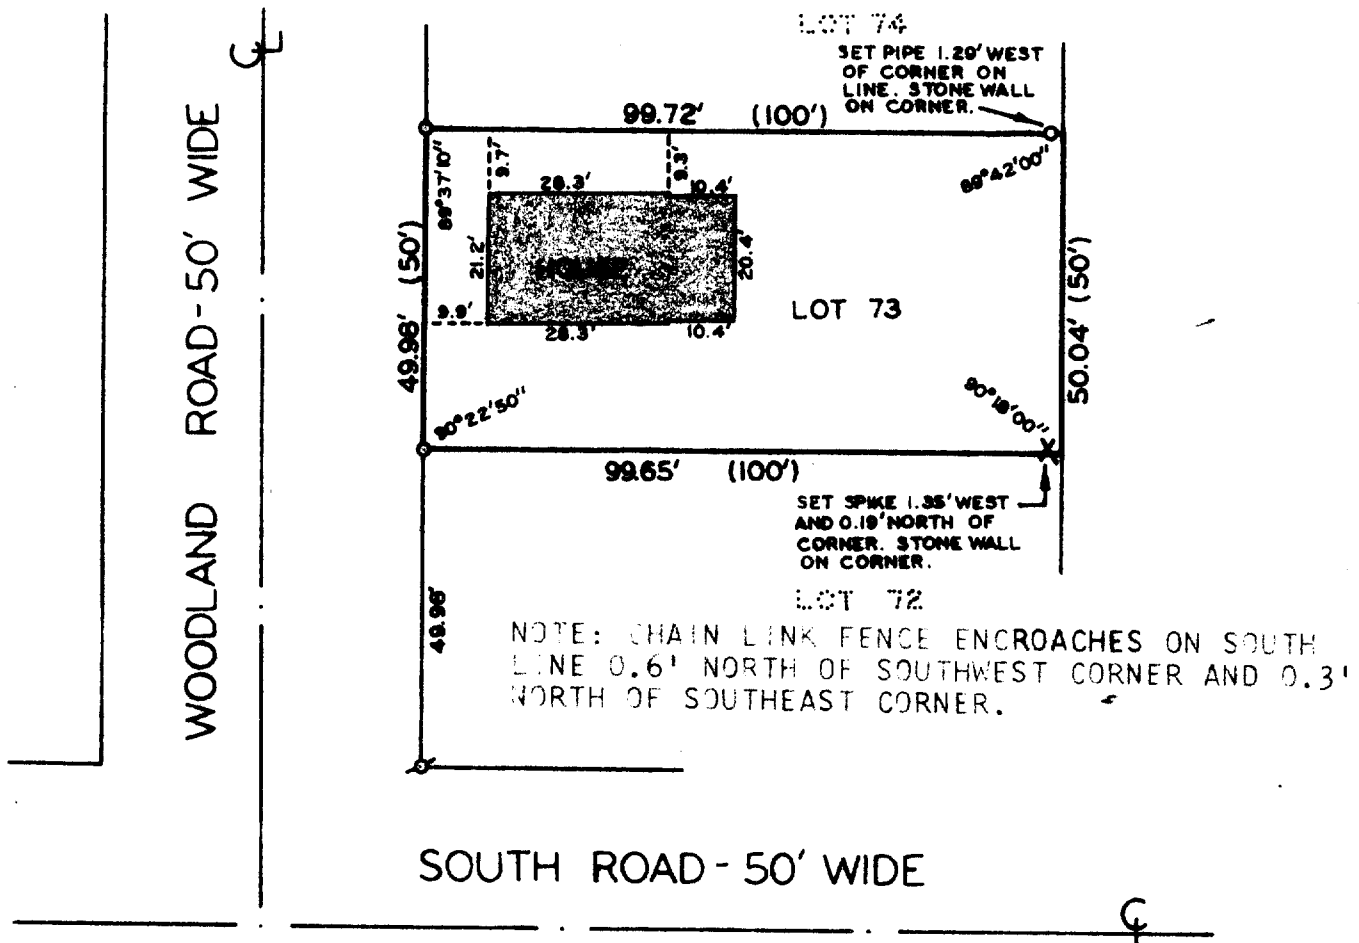 LOT 74
SET PIPE 1.29' WEST
OF CORNER ON
LINE. STONE WALL
ON CORNER.
99.72' (100')
89°37'10"
9.7'
9.3'
89°42'00"
28.3'
10.4'
21.2'
HOUSE
20.4'
LOT 73
9.9'
28.3'
10.4'
49.98' (50')
50.04' (50')
90°22'50"
90°18'00"
99.65' (100')
SET SPIKE 1.35' WEST
AND 0.19' NORTH OF
CORNER. STONE WALL
ON CORNER.
LOT 72
49.98'
NOTE: CHAIN LINK FENCE ENCROACHES ON SOUTH
LINE 0.6' NORTH OF SOUTHWEST CORNER AND 0.3'
NORTH OF SOUTHEAST CORNER.
WOODLAND ROAD-50' WIDE
SOUTH ROAD-50' WIDE